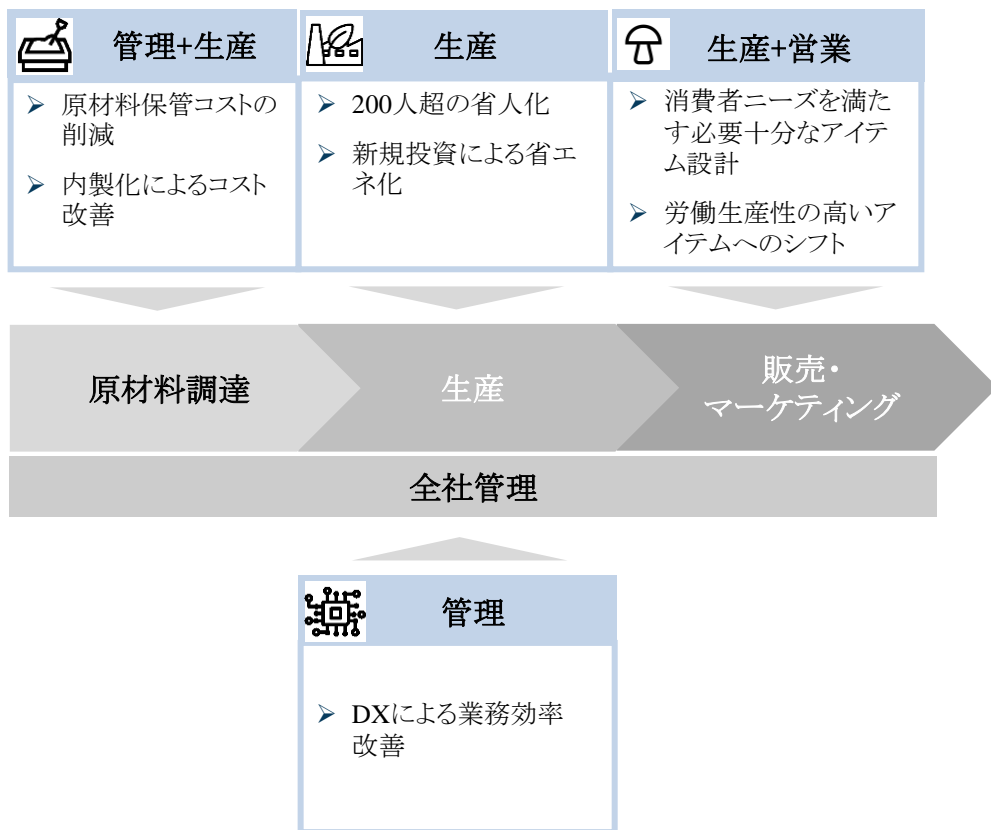 管理+生産
原材料保管コストの
削減
内製化によるコスト
改善
生産
200人超の省人化
新規投資による省エ
ネ化
生産+営業
消費者ニーズを満た
す必要十分なアイテ
ム設計
労働生産性の高いア
イテムへのシフト
原材料調達
生産
販売・
マーケティング
全社管理
管理
DXによる業務効率
改善